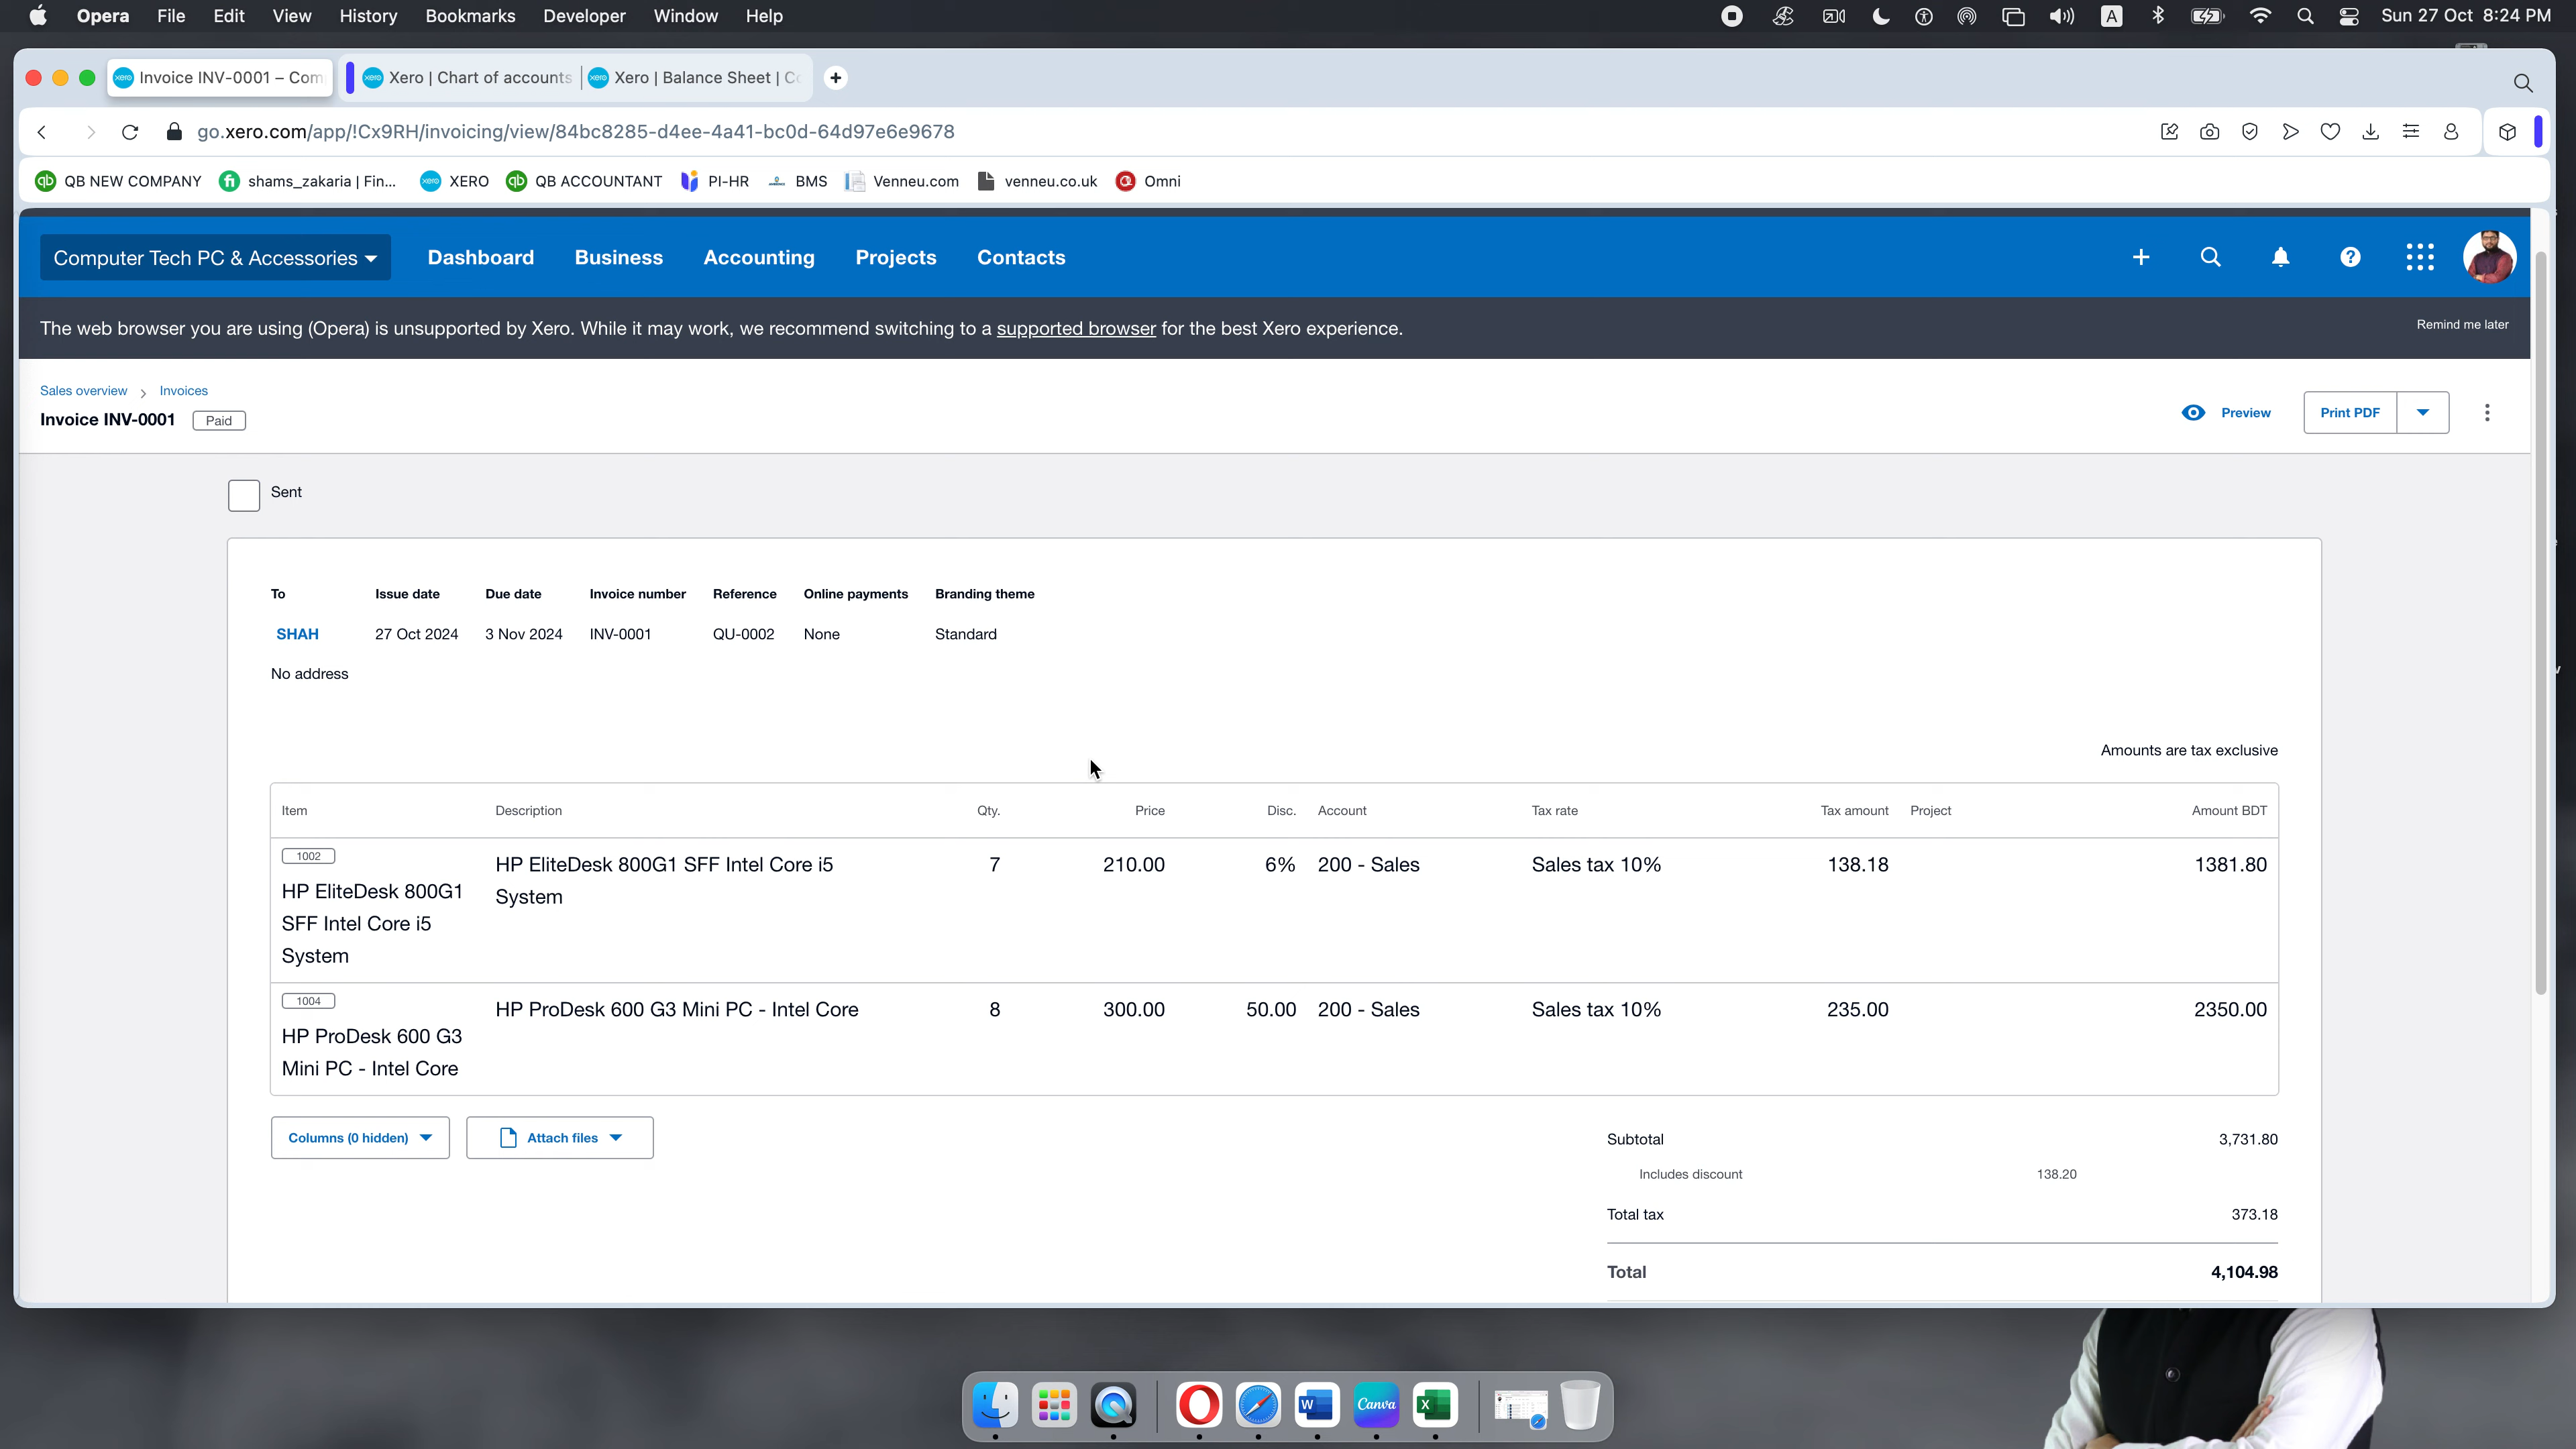 Opera File Edit View History Bookmarks Developer Window Help A Sun 27 Oct 8:24 PM
xero Invoice INV-0001 – Com xero Xero | Chart of accounts xero Xero | Balance Sheet | Co
go.xero.com/app/!Cx9RH/invoicing/view/84bc8285-d4ee-4a41-bc0d-64d97e6e9678
qb QB NEW COMPANY fi shams_zakaria | Fin... xero XERO qb QB ACCOUNTANT PI-HR BMS Venneu.com venneu.co.uk Omni
Computer Tech PC & Accessories Dashboard Business Accounting Projects Contacts
The web browser you are using (Opera) is unsupported by Xero. While it may work, we recommend switching to a supported browser for the best Xero experience. Remind me later
Sales overview > Invoices
Invoice INV-0001 Paid Preview Print PDF
Sent
To Issue date Due date Invoice number Reference Online payments Branding theme
SHAH 27 Oct 2024 3 Nov 2024 INV-0001 QU-0002 None Standard
No address
Amounts are tax exclusive
Item Description Qty. Price Disc. Account Tax rate Tax amount Project Amount BDT
1002
HP EliteDesk 800G1 SFF Intel Core i5 7 210.00 6% 200 - Sales Sales tax 10% 138.18 1381.80
System
HP EliteDesk 800G1
SFF Intel Core i5
System
1004
HP ProDesk 600 G3 Mini PC - Intel Core 8 300.00 50.00 200 - Sales Sales tax 10% 235.00 2350.00
HP ProDesk 600 G3
Mini PC - Intel Core
Columns (0 hidden) Attach files
Subtotal 3,731.80
Includes discount 138.20
Total tax 373.18
Total 4,104.98
W Canva X